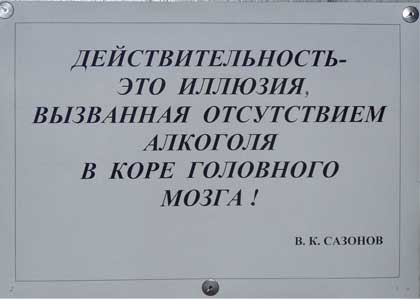 ДЕЙСТВИТЕЛЬНОСТЬ-
ЭТО ИЛЛЮЗИЯ,
ВЫЗВАННАЯ ОТСУТСТВИЕМ
АЛКОГОЛЯ
В КОРЕ ГОЛОВНОГО
МОЗГА !
В. К. САЗОНОВ